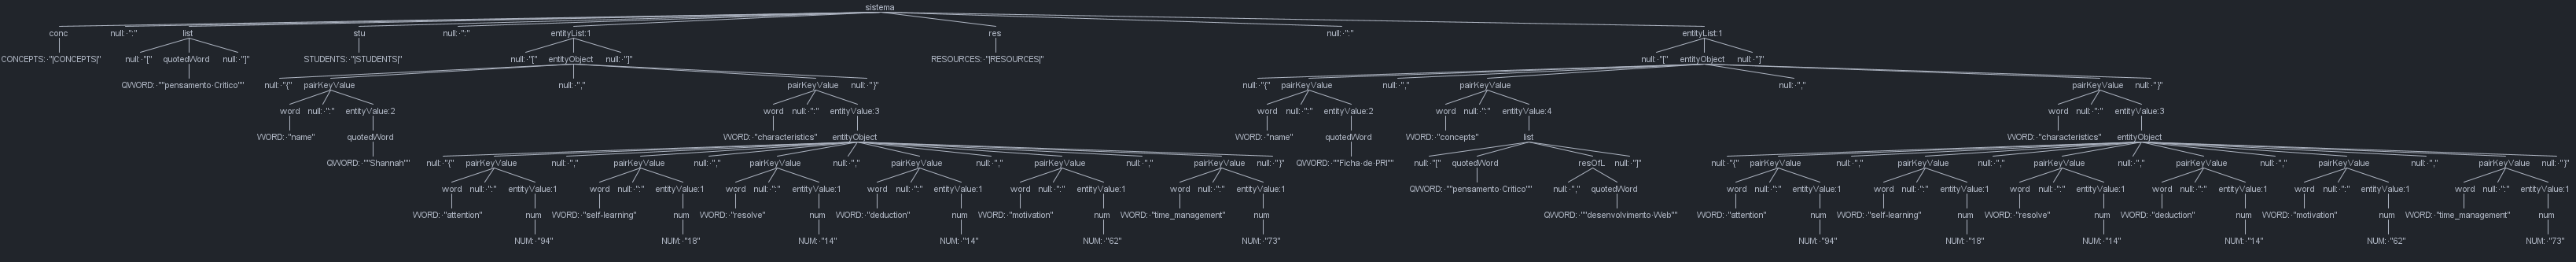 sistema
conc null:·":" list stu null:·":" entityList:1 res null:·":" entityList:1
CONCEPTS:·"|CONCEPTS|" null:·"[" quotedWord null:·"]" STUDENTS:·"|STUDENTS|" null:·"[" entityObject null:·"]" RESOURCES:·"|RESOURCES|" null:·"[" entityObject null:·"]"
QWORD:·""pensamento·Critico"" null:·"{" pairKeyValue null:·"," pairKeyValue null:·"}" null:·"{" pairKeyValue null:·"," pairKeyValue null:·"," pairKeyValue null:·"}"
word null:·":" entityValue:2 word null:·":" entityValue:3 word null:·":" entityValue:2 word null:·":" entityValue:4 word null:·":" entityValue:3
WORD:·"name" quotedWord WORD:·"characteristics" entityObject WORD:·"name" quotedWord WORD:·"concepts" list WORD:·"characteristics" entityObject
QWORD:·""Shannah"" null:·"{" pairKeyValue null:·"," pairKeyValue null:·"," pairKeyValue null:·"," pairKeyValue null:·"," pairKeyValue null:·"," pairKeyValue null:·"}" QWORD:·""Ficha·de·PRI"" null:·"[" quotedWord resOfL null:·"]" null:·"{" pairKeyValue null:·"," pairKeyValue null:·"," pairKeyValue null:·"," pairKeyValue null:·"," pairKeyValue null:·"," pairKeyValue null:·"}"
word null:·":" entityValue:1 word null:·":" entityValue:1 word null:·":" entityValue:1 word null:·":" entityValue:1 word null:·":" entityValue:1 word null:·":" entityValue:1 QWORD:·""pensamento·Critico"" null:·"," quotedWord word null:·":" entityValue:1 word null:·":" entityValue:1 word null:·":" entityValue:1 word null:·":" entityValue:1 word null:·":" entityValue:1 word null:·":" entityValue:1
WORD:·"attention" num WORD:·"self-learning" num WORD:·"resolve" num WORD:·"deduction" num WORD:·"motivation" num WORD:·"time_management" num QWORD:·""desenvolvimento·Web"" WORD:·"attention" num WORD:·"self-learning" num WORD:·"resolve" num WORD:·"deduction" num WORD:·"motivation" num WORD:·"time_management" num
NUM:·"94" NUM:·"18" NUM:·"14" NUM:·"14" NUM:·"62" NUM:·"73" NUM:·"94" NUM:·"18" NUM:·"14" NUM:·"14" NUM:·"62" NUM:·"73"